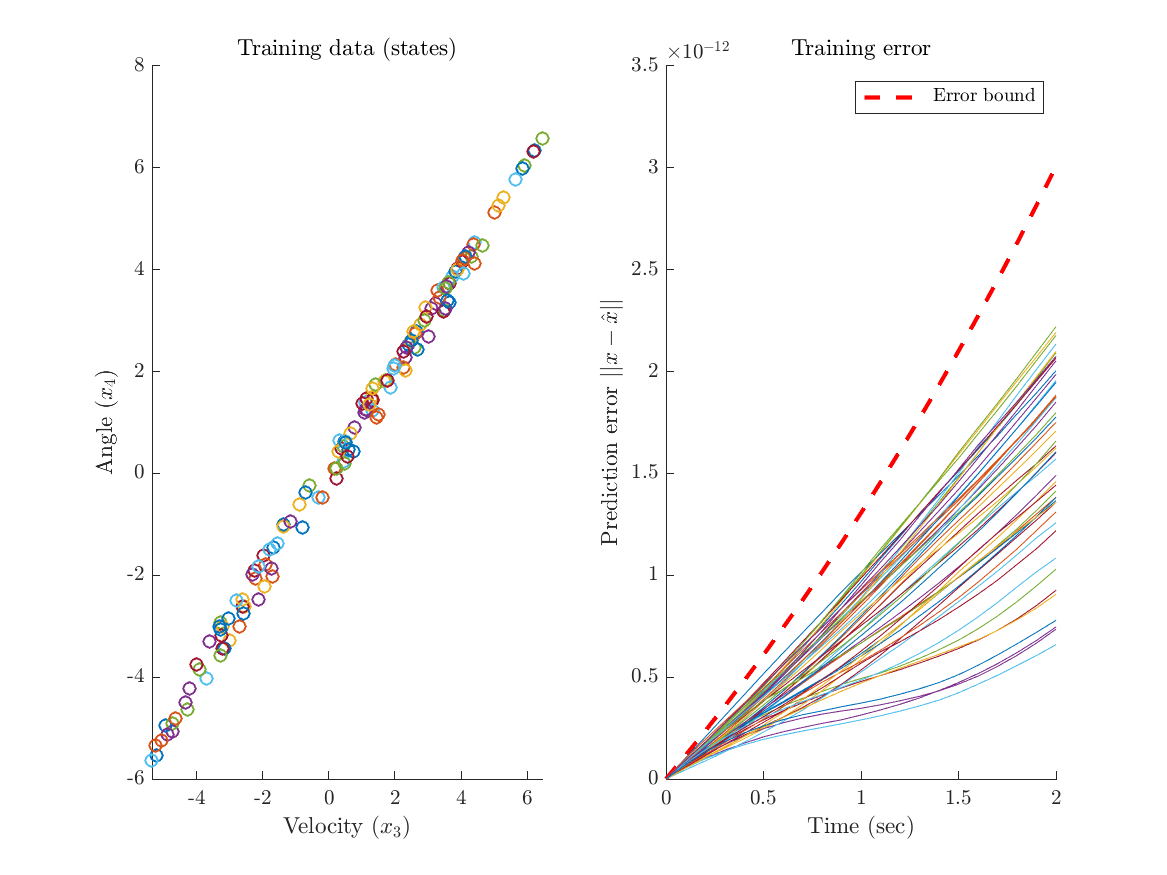 Training data (states)
8
6
4
2
0
-2
-4
-6
-4 -2 0 2 4 6
Angle (x₄)
Velocity (x₃)
Training error
×10⁻¹²
3.5
3
2.5
2
1.5
1
0.5
0
0 0.5 1 1.5 2
Prediction error ||x − x̂||
Time (sec)
Error bound